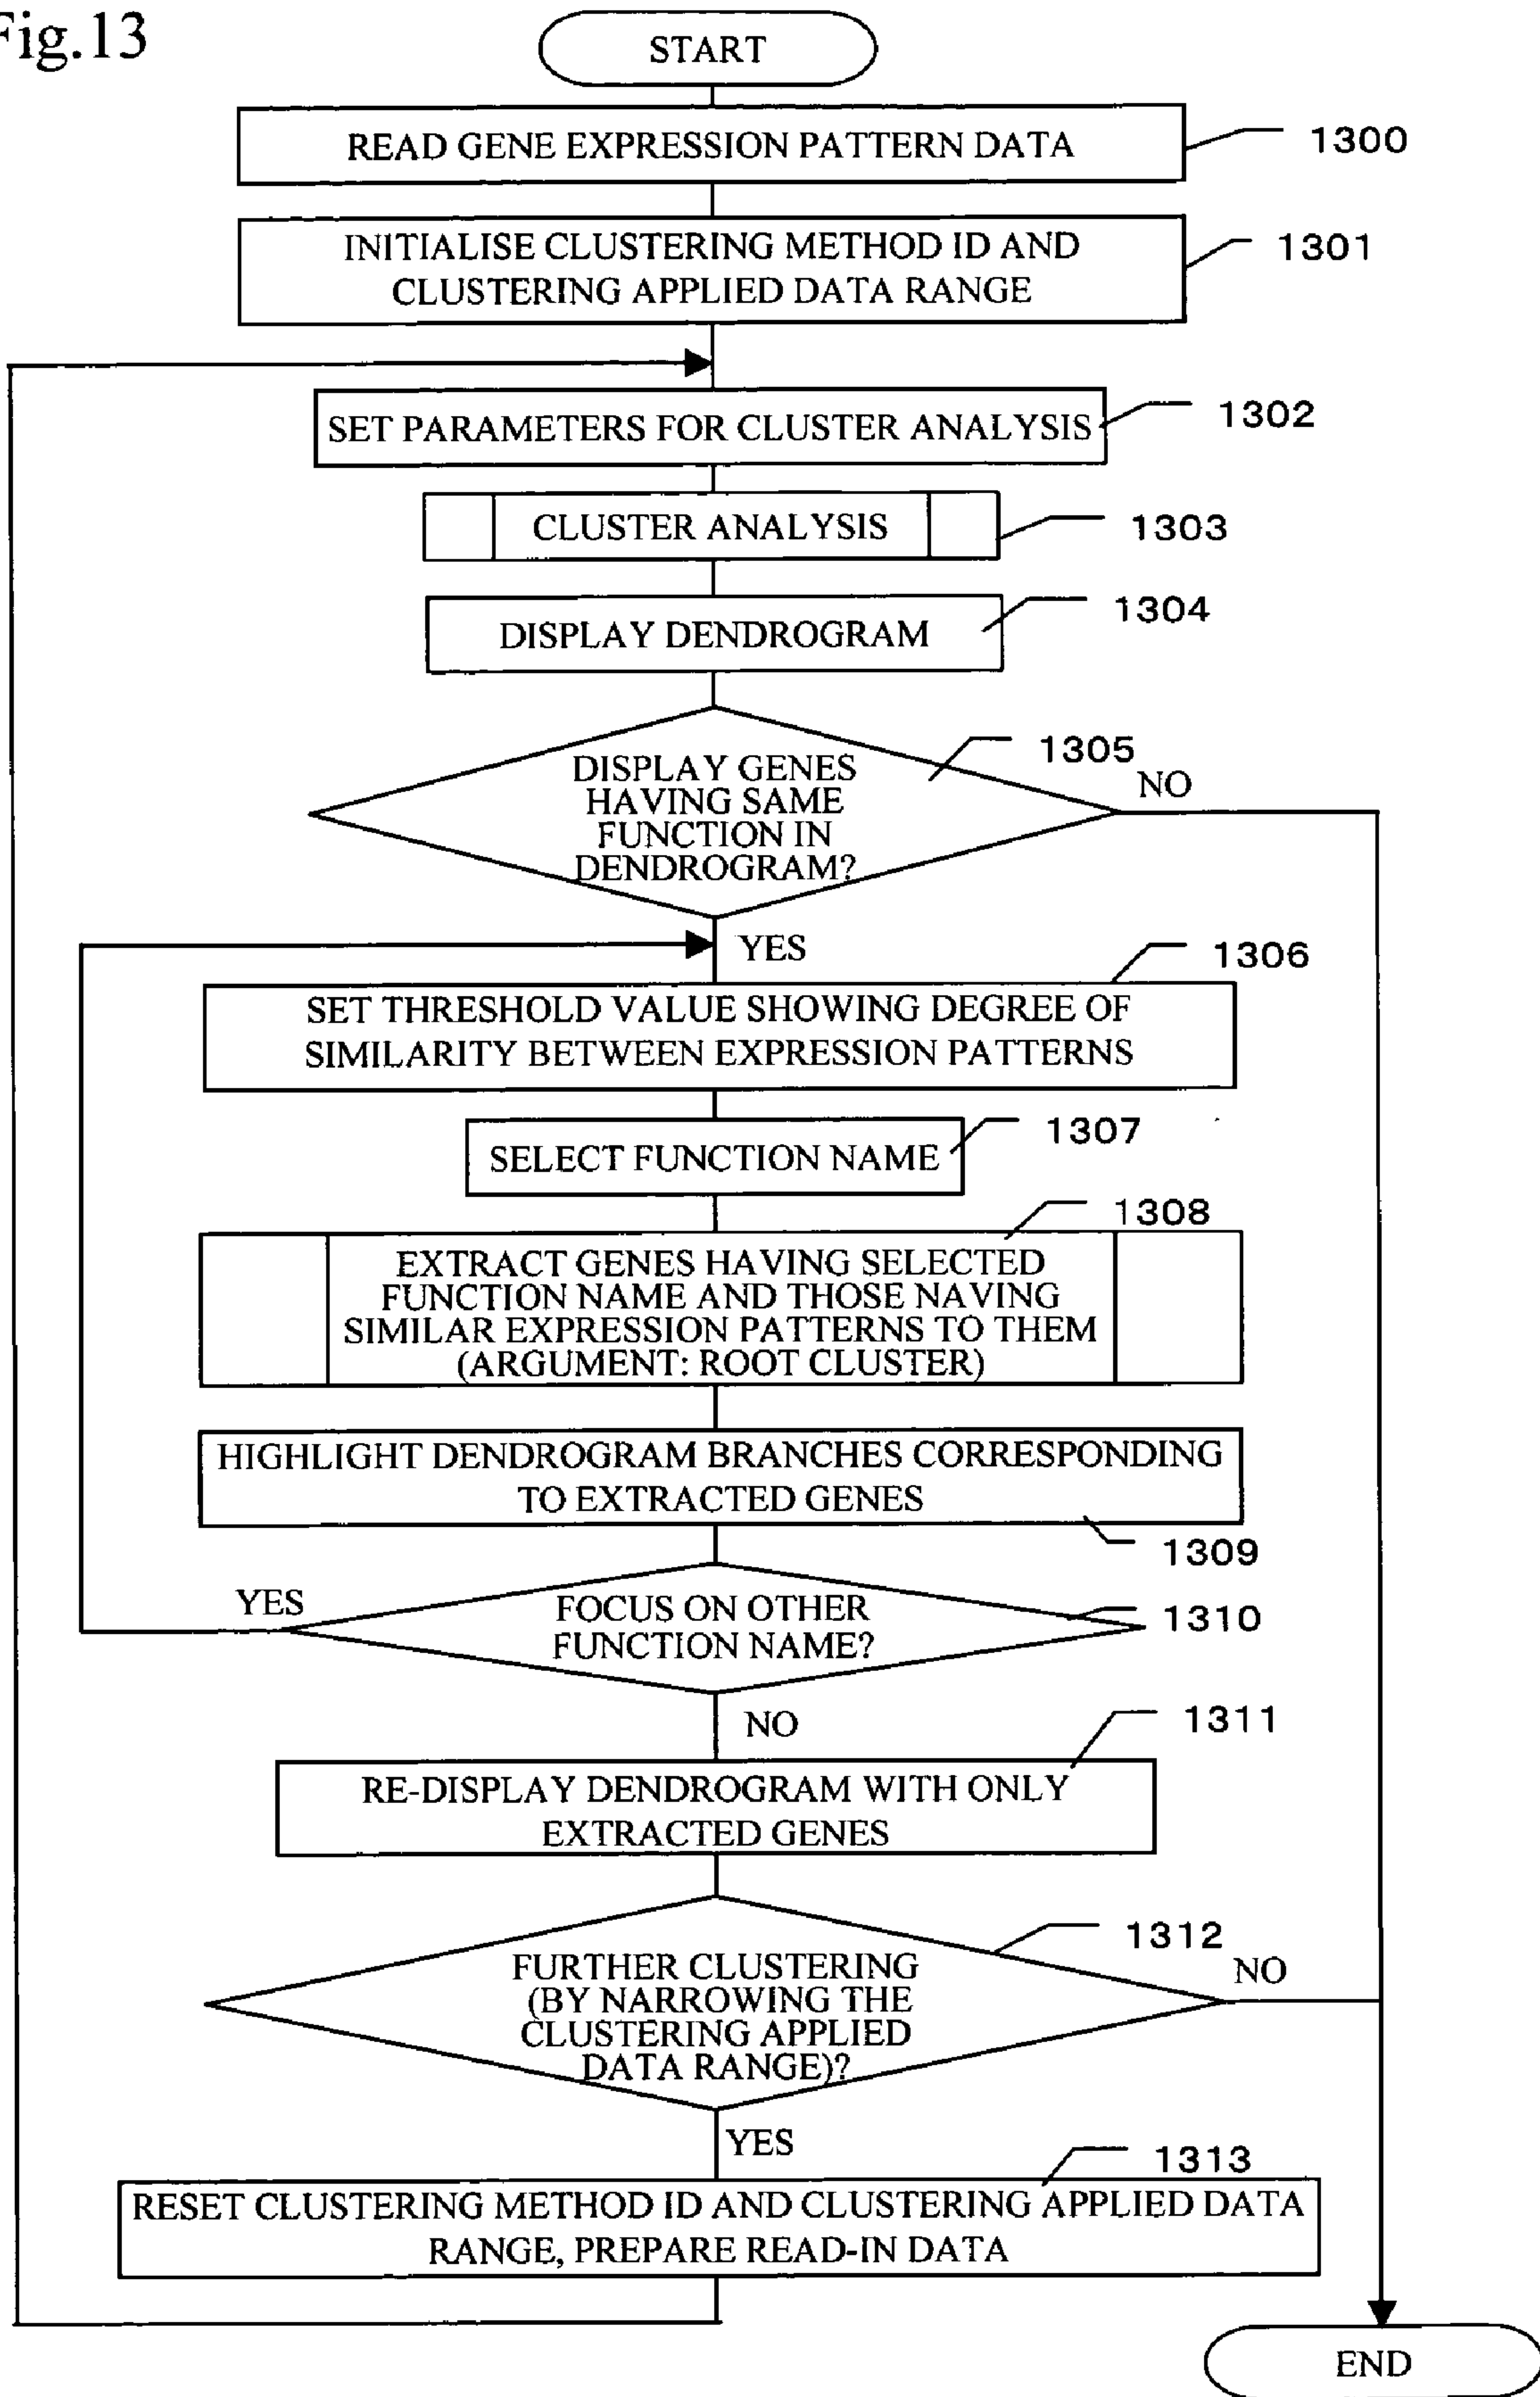 Fig.13
START
READ GENE EXPRESSION PATTERN DATA
1300
INITIALISE CLUSTERING METHOD ID AND
CLUSTERING APPLIED DATA RANGE
1301
SET PARAMETERS FOR CLUSTER ANALYSIS
1302
CLUSTER ANALYSIS
1303
DISPLAY DENDROGRAM
1304
DISPLAY GENES
HAVING SAME
FUNCTION IN
DENDROGRAM?
1305
NO
YES
1306
SET THRESHOLD VALUE SHOWING DEGREE OF
SIMILARITY BETWEEN EXPRESSION PATTERNS
SELECT FUNCTION NAME
1307
1308
EXTRACT GENES HAVING SELECTED
FUNCTION NAME AND THOSE NAVING
SIMILAR EXPRESSION PATTERNS TO THEM
(ARGUMENT: ROOT CLUSTER)
HIGHLIGHT DENDROGRAM BRANCHES CORRESPONDING
TO EXTRACTED GENES
1309
YES
FOCUS ON OTHER
FUNCTION NAME?
1310
NO
1311
RE-DISPLAY DENDROGRAM WITH ONLY
EXTRACTED GENES
1312
FURTHER CLUSTERING
(BY NARROWING THE
CLUSTERING APPLIED
DATA RANGE)?
NO
YES
1313
RESET CLUSTERING METHOD ID AND CLUSTERING APPLIED DATA
RANGE, PREPARE READ-IN DATA
END